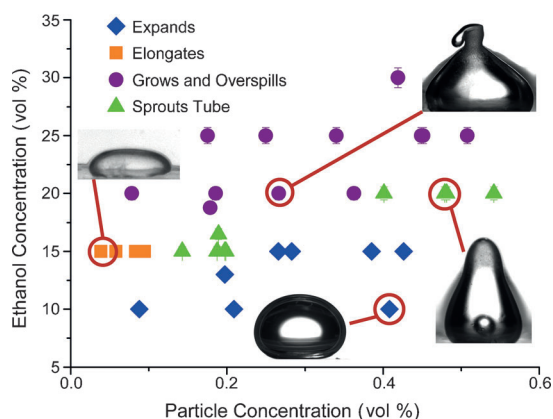 35
30
25
20
15
10
5
Ethanol Concentration (vol %)
Expands
Elongates
Grows and Overspills
Sprouts Tube
0.0
0.2
0.4
0.6
Particle Concentration (vol %)